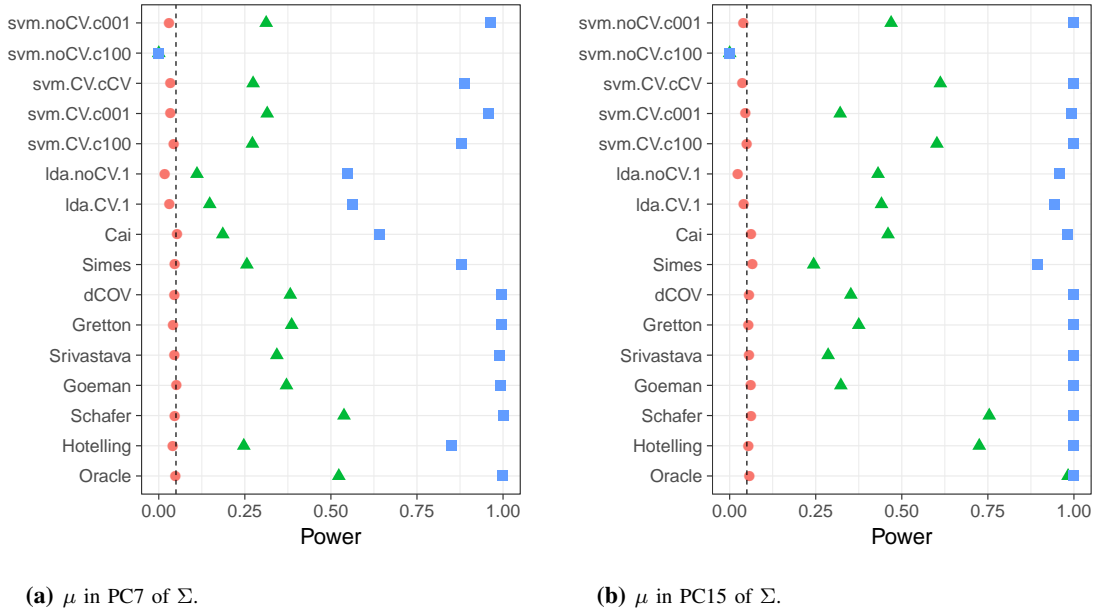 svm.noCV.c001
svm.noCV.c100
svm.CV.cCV
svm.CV.c001
svm.CV.c100
lda.noCV.1
lda.CV.1
Cai
Simes
dCOV
Gretton
Srivastava
Goeman
Schafer
Hotelling
Oracle
0.00 0.25 0.50 0.75 1.00
Power
(a) μ in PC7 of Σ.
svm.noCV.c001
svm.noCV.c100
svm.CV.cCV
svm.CV.c001
svm.CV.c100
lda.noCV.1
lda.CV.1
Cai
Simes
dCOV
Gretton
Srivastava
Goeman
Schafer
Hotelling
Oracle
0.00 0.25 0.50 0.75 1.00
Power
(b) μ in PC15 of Σ.